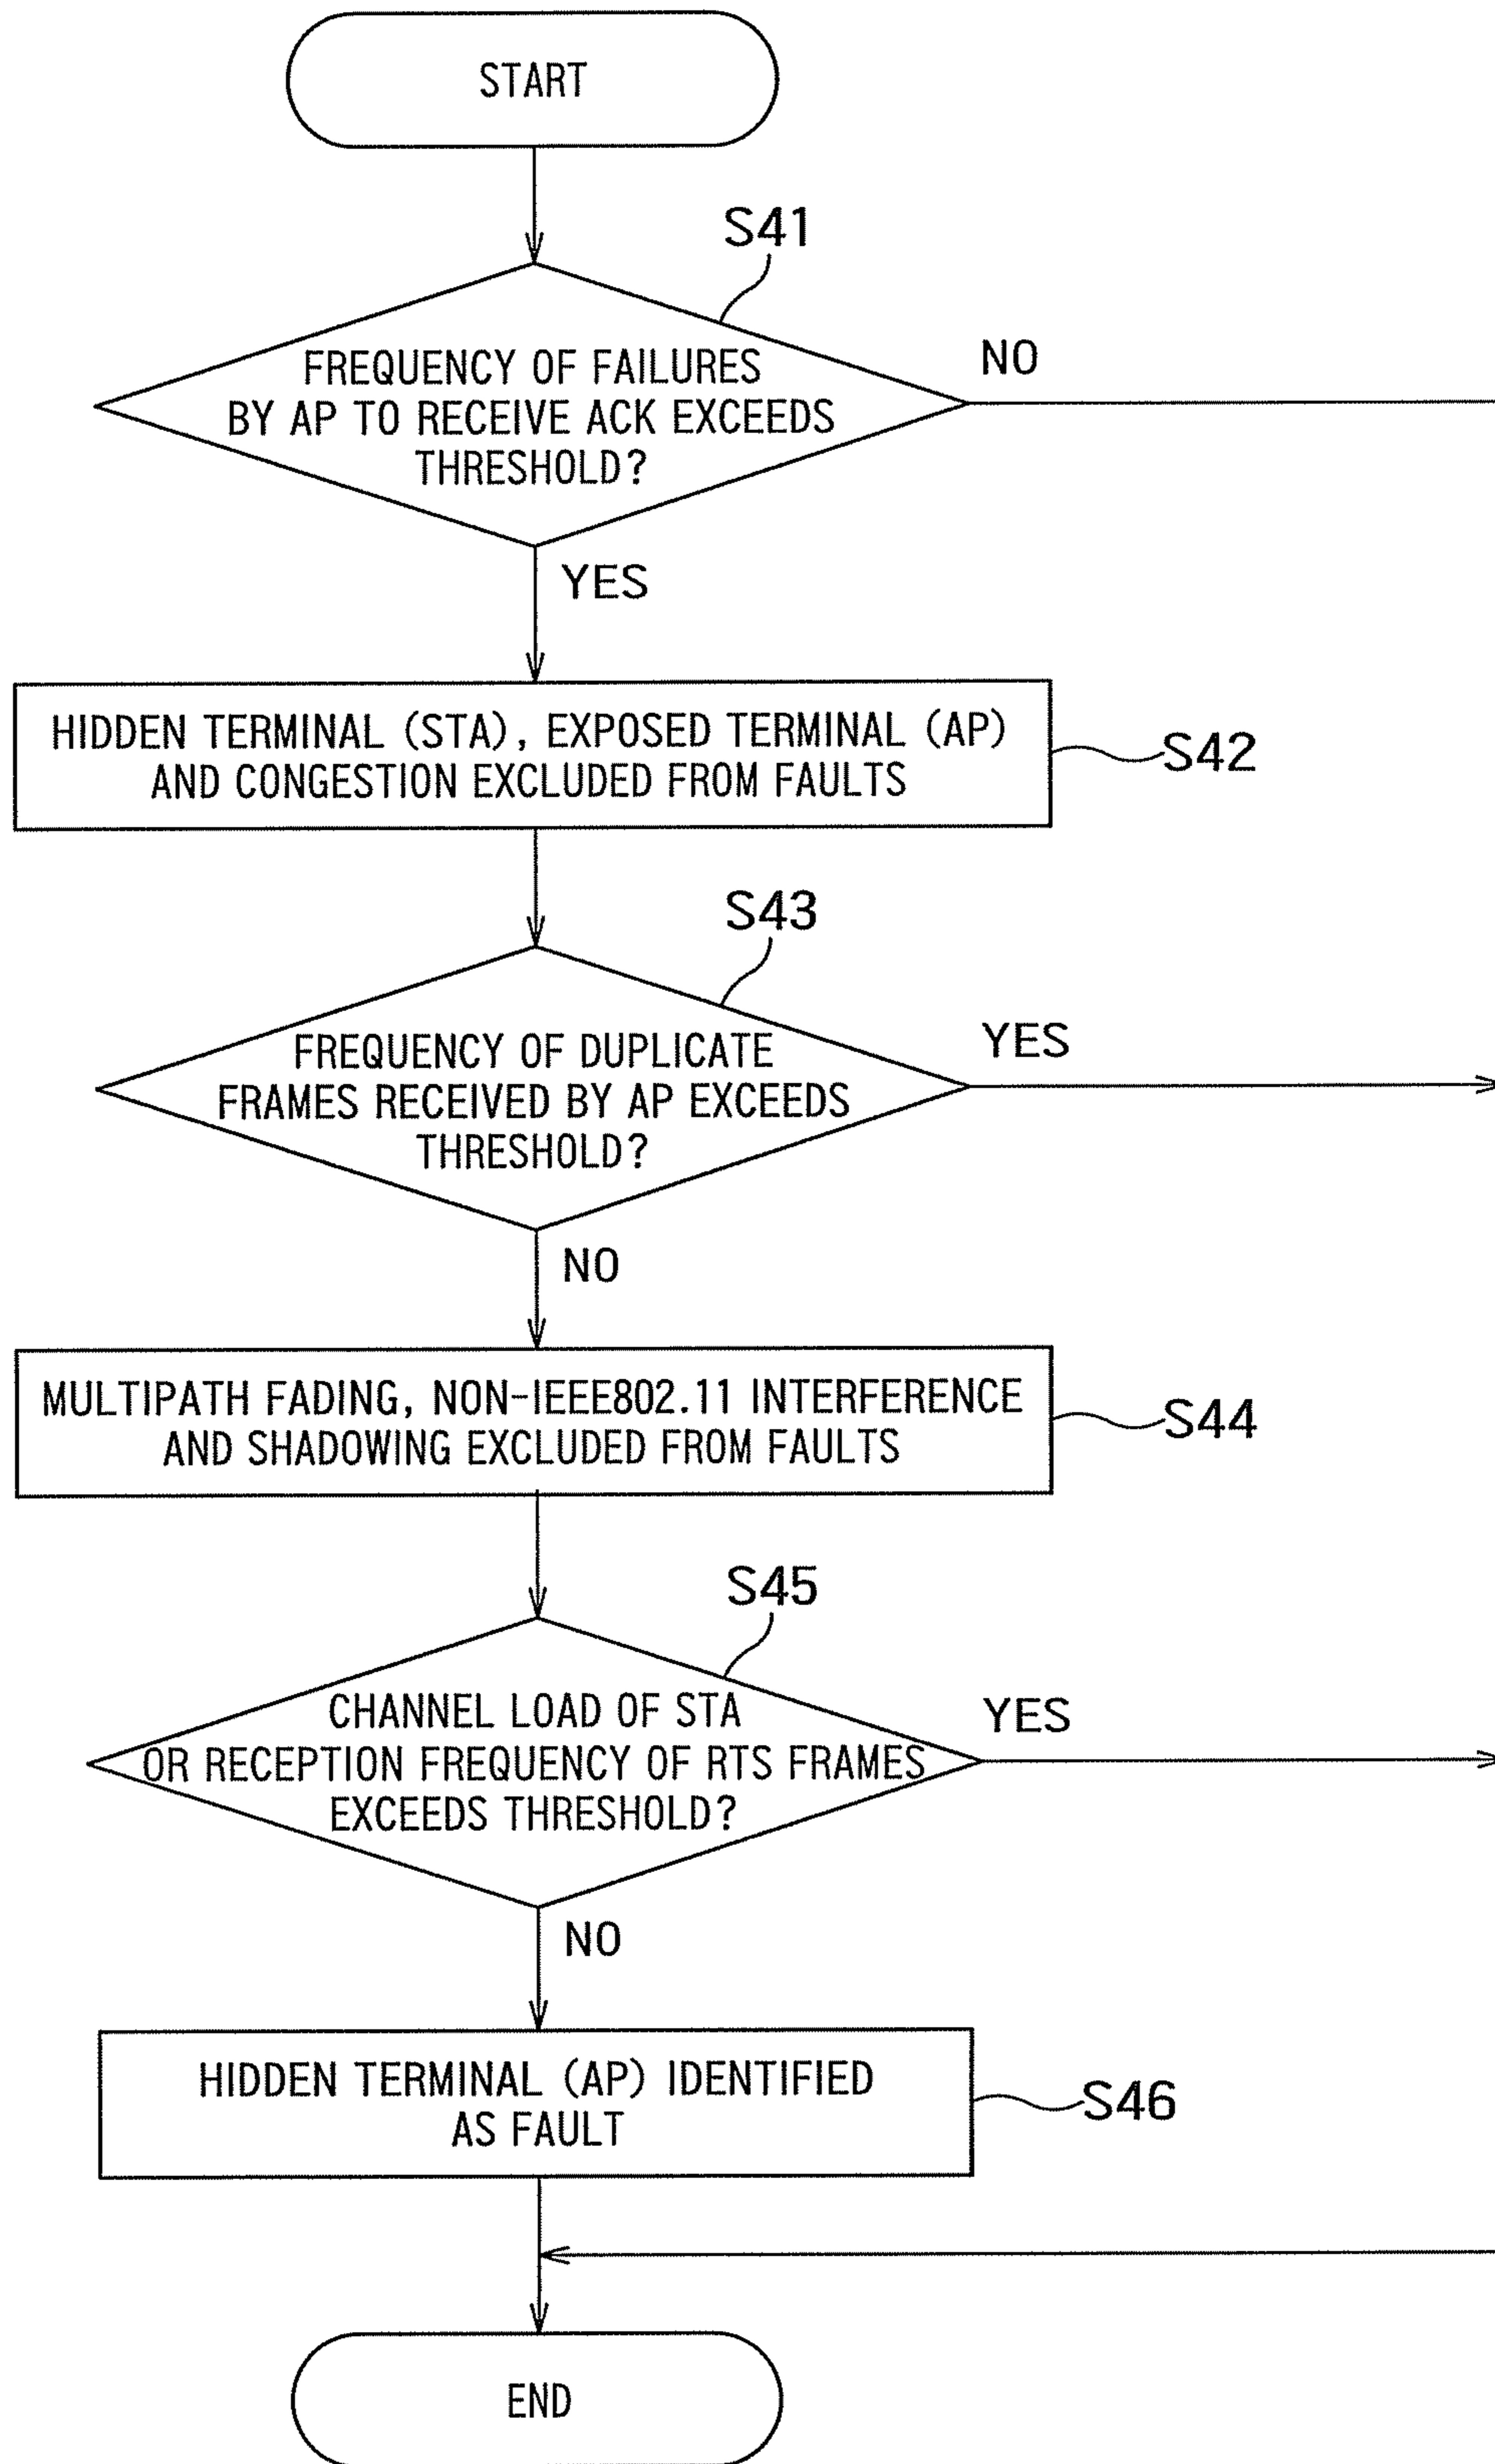 START
S41
FREQUENCY OF FAILURES
BY AP TO RECEIVE ACK EXCEEDS
THRESHOLD?
NO
YES
HIDDEN TERMINAL (STA), EXPOSED TERMINAL (AP)
AND CONGESTION EXCLUDED FROM FAULTS
S42
S43
FREQUENCY OF DUPLICATE
FRAMES RECEIVED BY AP EXCEEDS
THRESHOLD?
YES
NO
MULTIPATH FADING, NON-IEEE802.11 INTERFERENCE
AND SHADOWING EXCLUDED FROM FAULTS
S44
S45
CHANNEL LOAD OF STA
OR RECEPTION FREQUENCY OF RTS FRAMES
EXCEEDS THRESHOLD?
YES
NO
HIDDEN TERMINAL (AP) IDENTIFIED
AS FAULT
S46
END